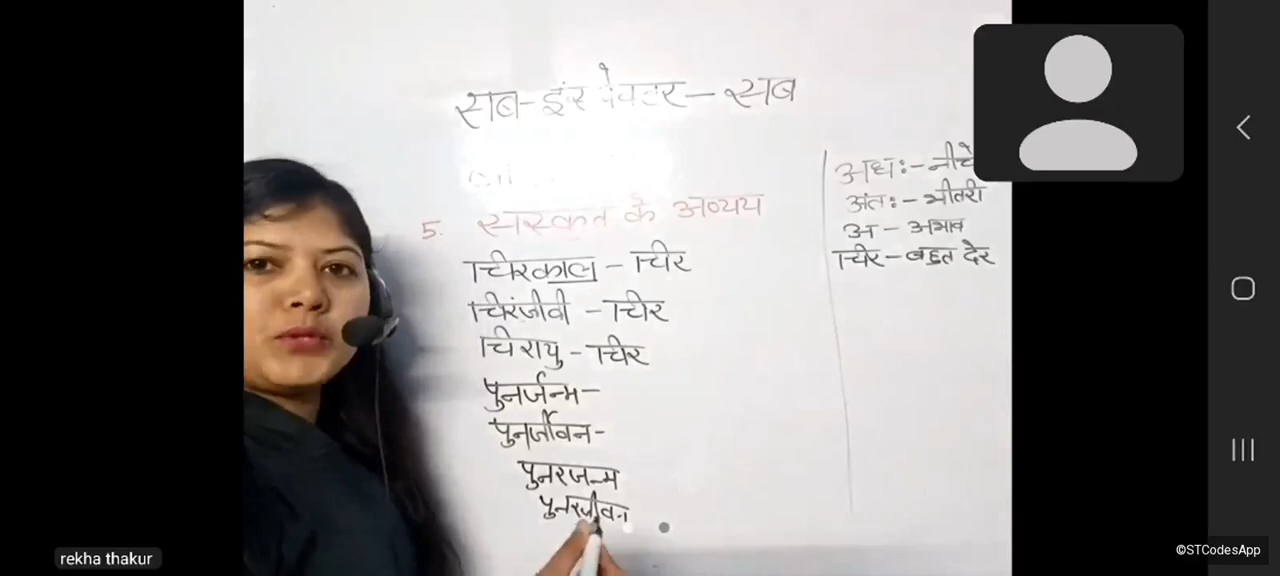 सब-इंस्पेक्टर - सब
5. संस्कृत के अव्यय
चिरकाल - चिर
चिरंजीवी - चिर
चिरायु - चिर
पुनर्जन्म -
पुनर्जीवन -
पुनरजन्म
पुनरजीवन
अधः - नीचे
अंतः - भीतरी
अ - अभाव
चिर - बहुत देर
rekha thakur
©STCodesApp